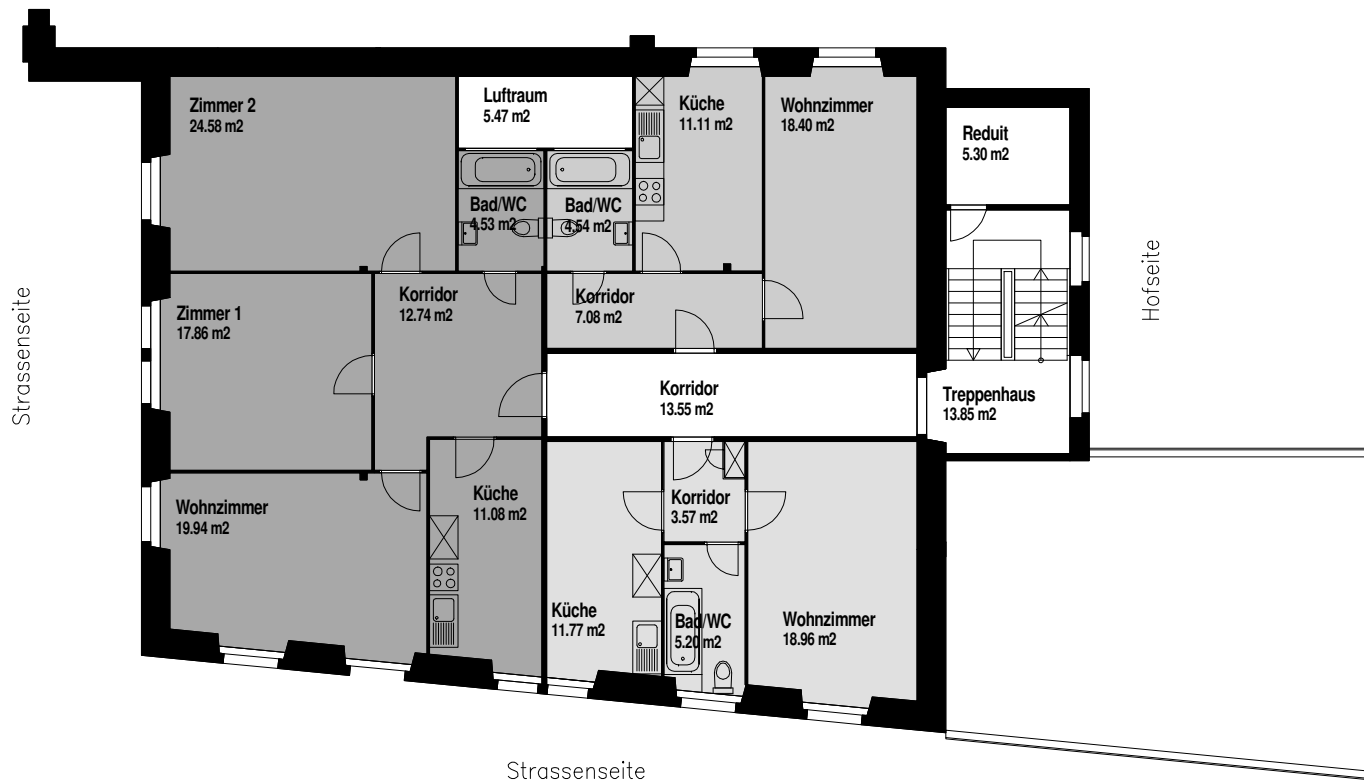 Zimmer 2
24.58 m2
Luftraum
5.47 m2
Küche
11.11 m2
Wohnzimmer
18.40 m2
Reduit
5.30 m2
Bad/WC
4.53 m2
Bad/WC
4.54 m2
Zimmer 1
17.86 m2
Korridor
12.74 m2
Korridor
7.08 m2
Strassenseite
Hofseite
Korridor
13.55 m2
Treppenhaus
13.85 m2
Wohnzimmer
19.94 m2
Küche
11.08 m2
Korridor
3.57 m2
Küche
11.77 m2
Bad/WC
5.20 m2
Wohnzimmer
18.96 m2
Strassenseite